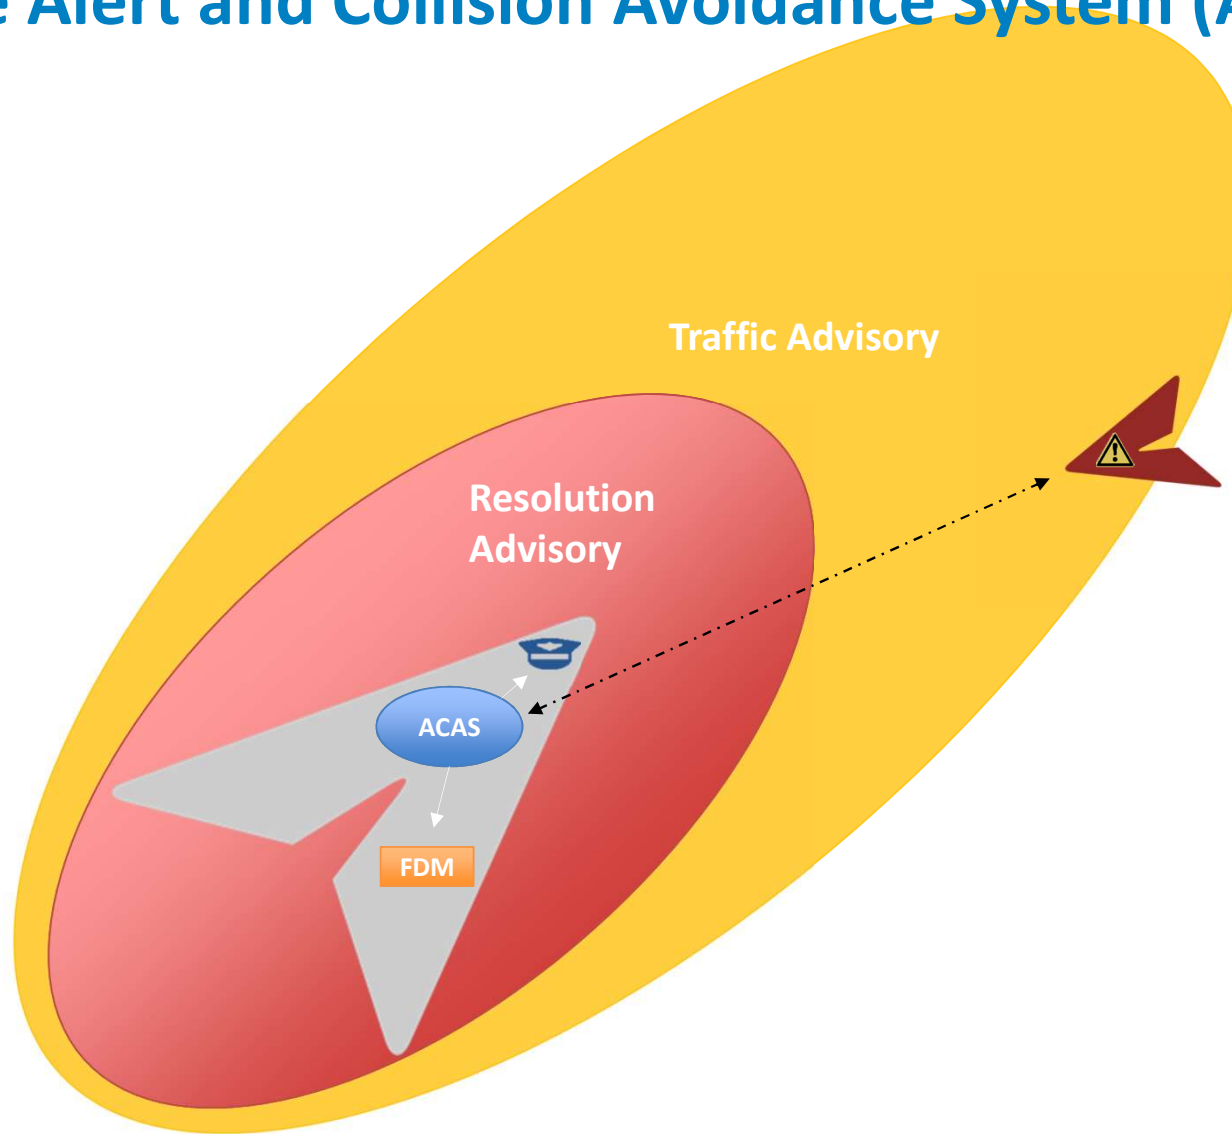 Alert and Collision Avoidance System (A
Traffic Advisory
Resolution
Advisory
ACAS
FDM